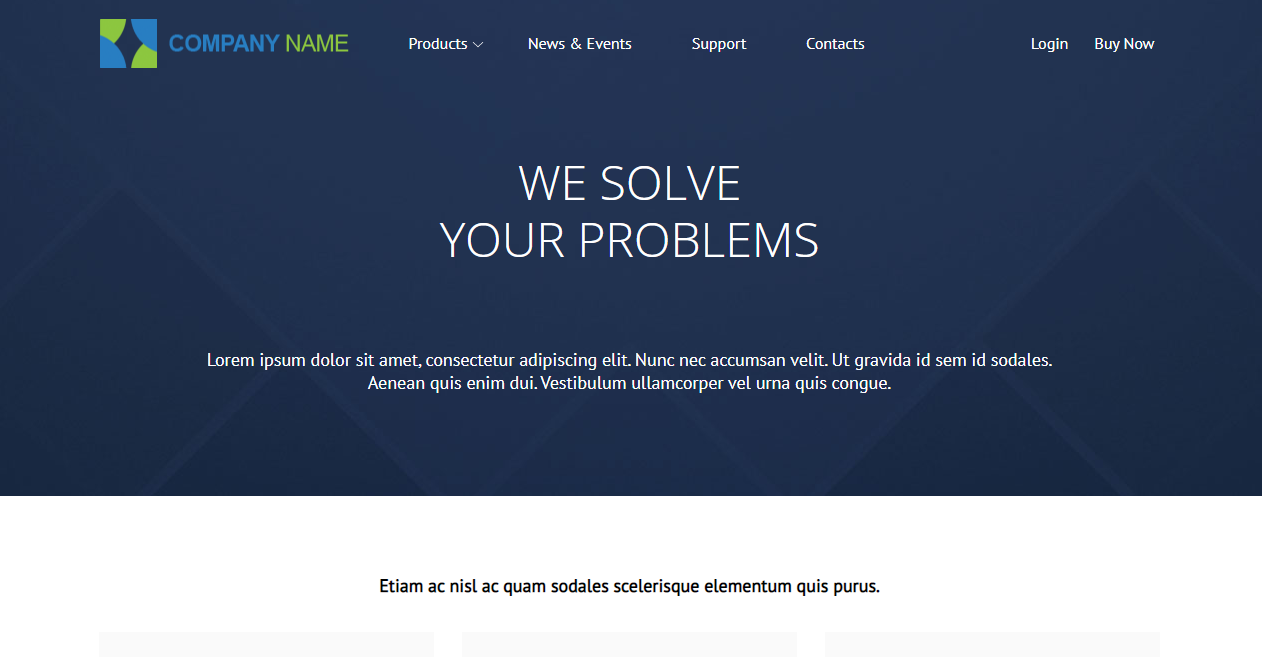 COMPANY NAME
Products
News & Events
Support
Contacts
Login
Buy Now
WE SOLVE
YOUR PROBLEMS
Lorem ipsum dolor sit amet, consectetur adipiscing elit. Nunc nec accumsan velit. Ut gravida id sem id sodales.
Aenean quis enim dui. Vestibulum ullamcorper vel urna quis congue.
Etiam ac nisl ac quam sodales scelerisque elementum quis purus.